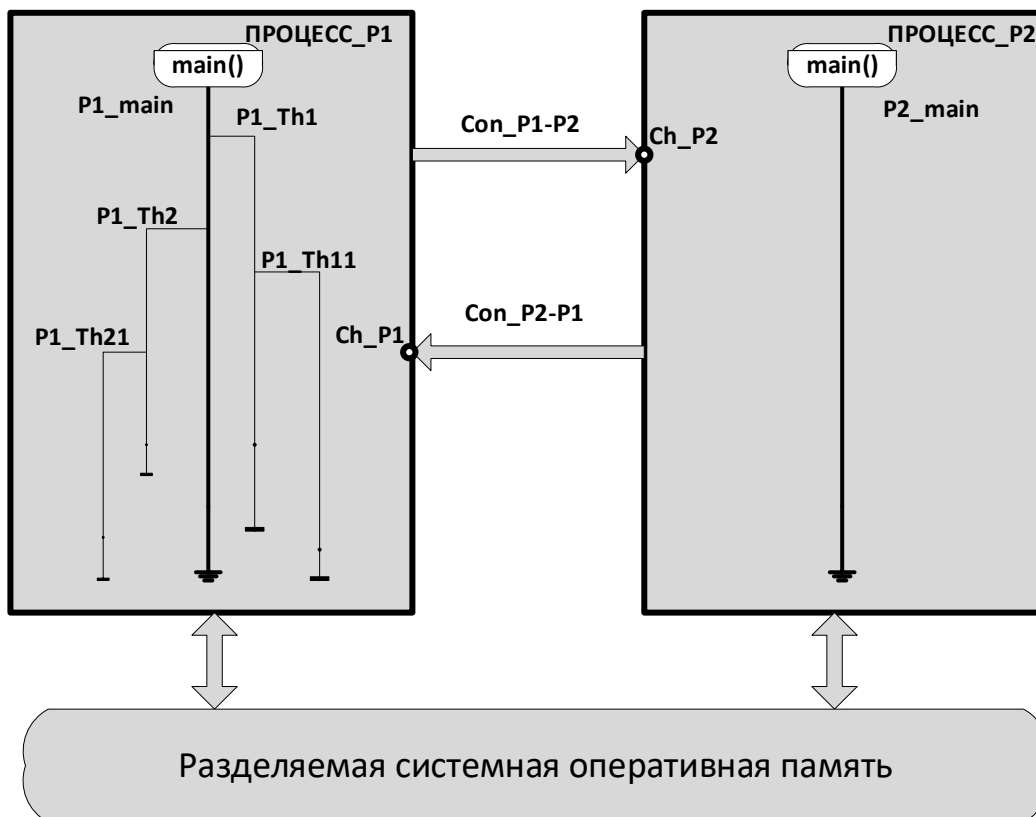 ПРОЦЕСС_P1
main()
P1_main
P1_Th1
P1_Th2
P1_Th11
P1_Th21
Con_P1-P2
Ch_P2
Con_P2-P1
Ch_P1
ПРОЦЕСС_P2
main()
P2_main
Разделяемая системная оперативная память